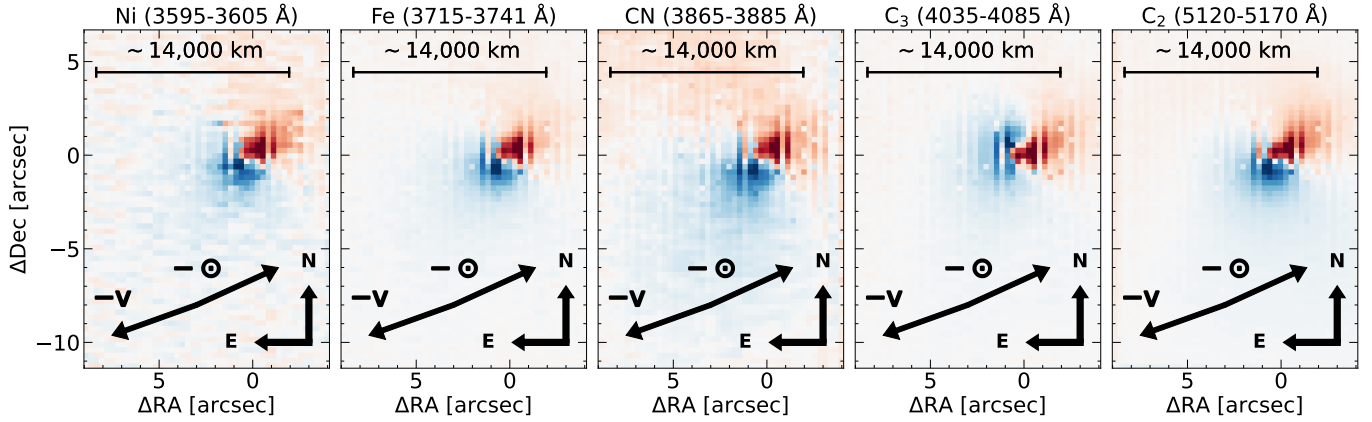 Ni (3595-3605 Å) Fe (3715-3741 Å) CN (3865-3885 Å) C₃ (4035-4085 Å) C₂ (5120-5170 Å)
~ 14,000 km ~ 14,000 km ~ 14,000 km ~ 14,000 km ~ 14,000 km
5
0
−5
−10
ΔDec [arcsec]
−⊙ −⊙ −⊙ −⊙ −⊙
N N N N N
−V −V −V −V −V
E E E E E
5 0 5 0 5 0 5 0 5 0
ΔRA [arcsec] ΔRA [arcsec] ΔRA [arcsec] ΔRA [arcsec] ΔRA [arcsec]